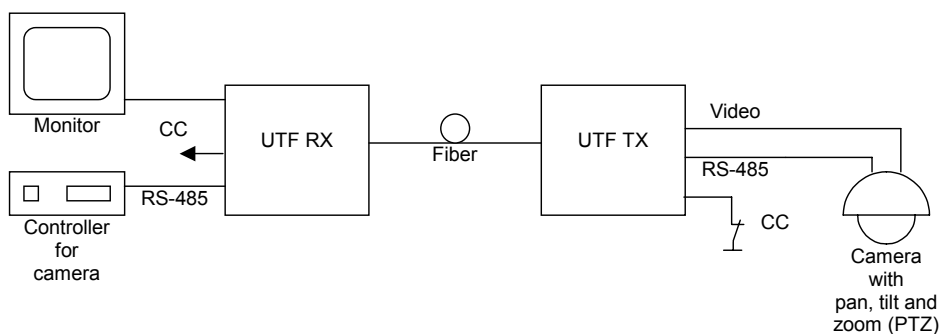 Monitor
CC
RS-485
Controller
for
camera
UTF RX
Fiber
UTF TX
Video
RS-485
CC
Camera
with
pan, tilt and
zoom (PTZ)